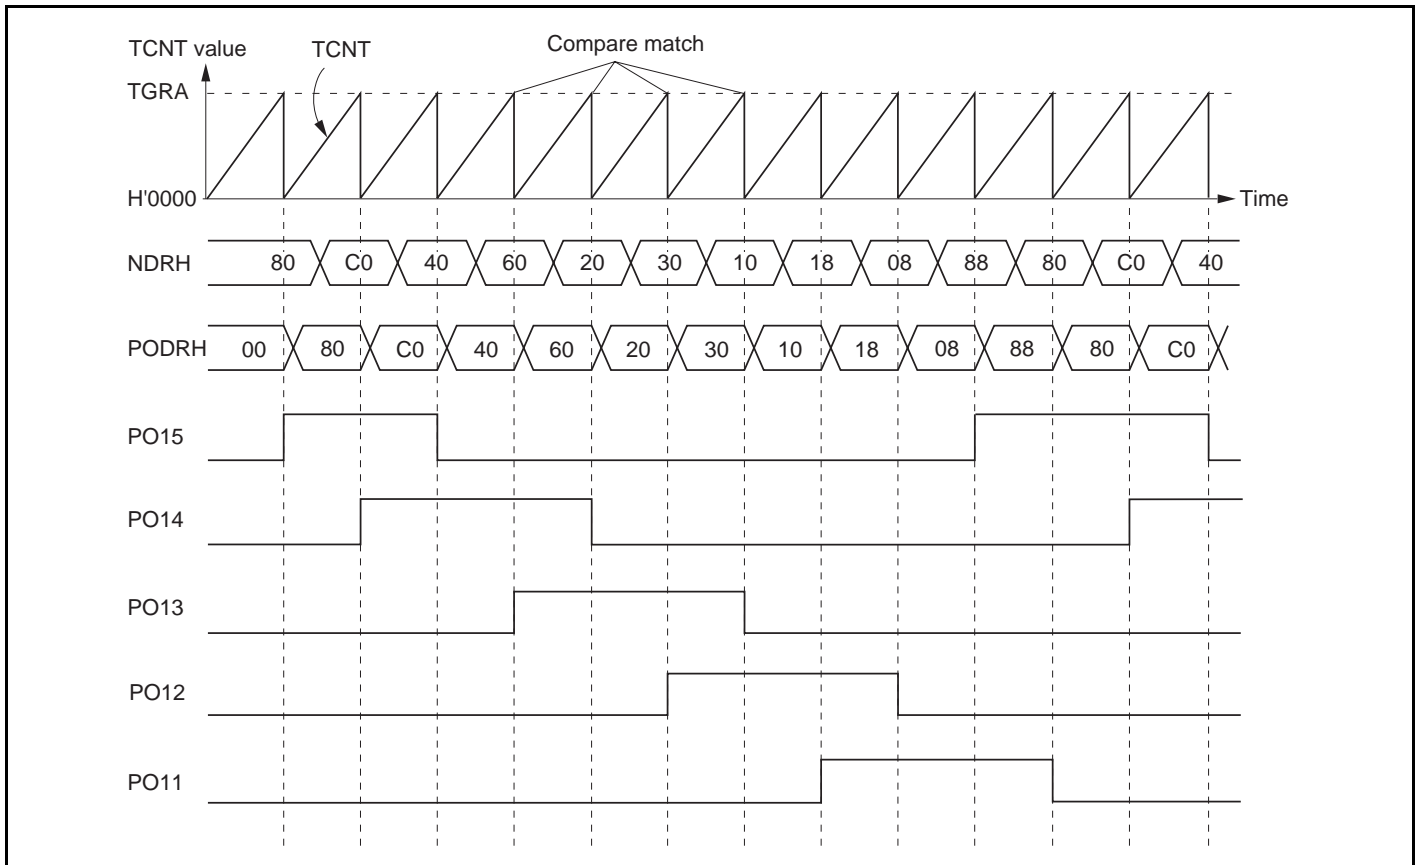 TCNT value TCNT Compare match
TGRA
H'0000 Time
NDRH 80 C0 40 60 20 30 10 18 08 88 80 C0 40
PODRH 00 80 C0 40 60 20 30 10 18 08 88 80 C0
PO15
PO14
PO13
PO12
PO11